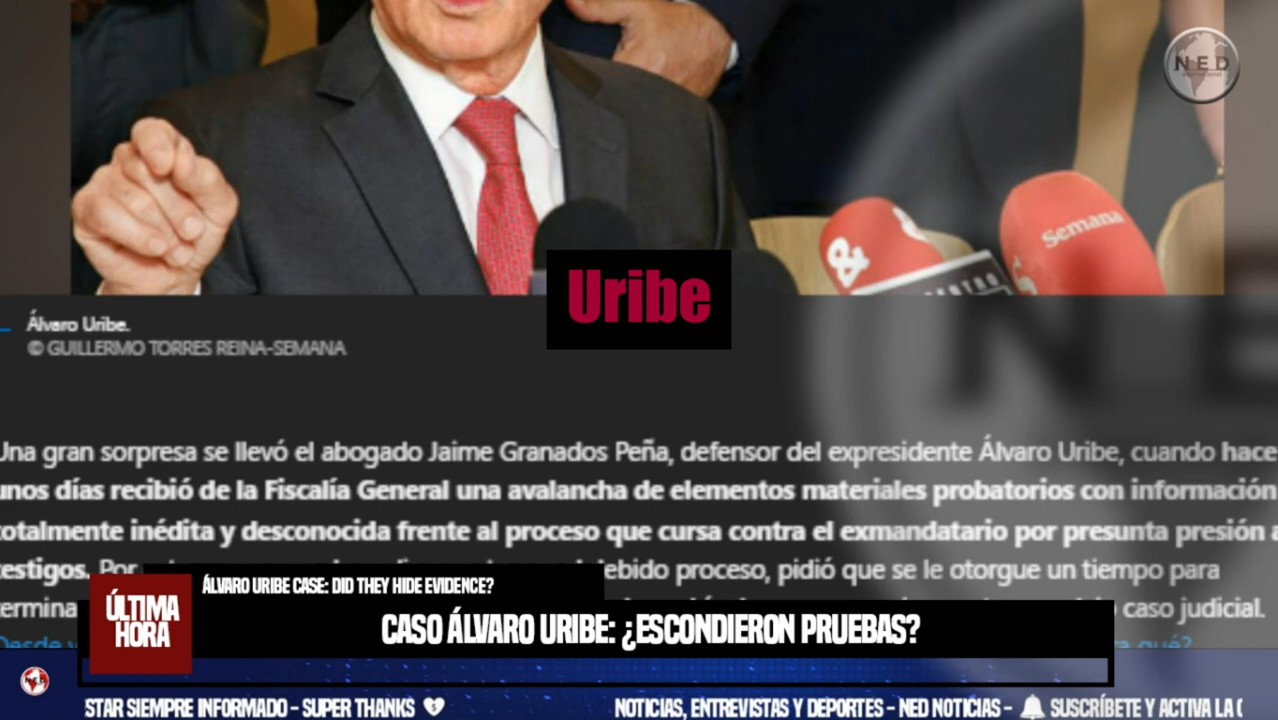 NED
&
Semana
Uribe
Álvaro Uribe.
© GUILLERMO TORRES REINA-SEMANA
Una gran sorpresa se llevó el abogado Jaime Granados Peña, defensor del expresidente Álvaro Uribe, cuando hace
unos días recibió de la Fiscalía General una avalancha de elementos materiales probatorios con información
totalmente inédita y desconocida frente al proceso que cursa contra el exmandatario por presunta presión a
testigos. Por debido proceso, pidió que se le otorgue un tiempo para
termina caso judicial.
Desde qué?
ÁLVARO URIBE CASE: DID THEY HIDE EVIDENCE?
ÚLTIMA
HORA
CASO ÁLVARO URIBE: ¿ESCONDIERON PRUEBAS?
STAR SIEMPRE INFORMADO - SUPER THANKS NOTICIAS, ENTREVISTAS Y DEPORTES - NED NOTICIAS - SUSCRÍBETE Y ACTIVA LA